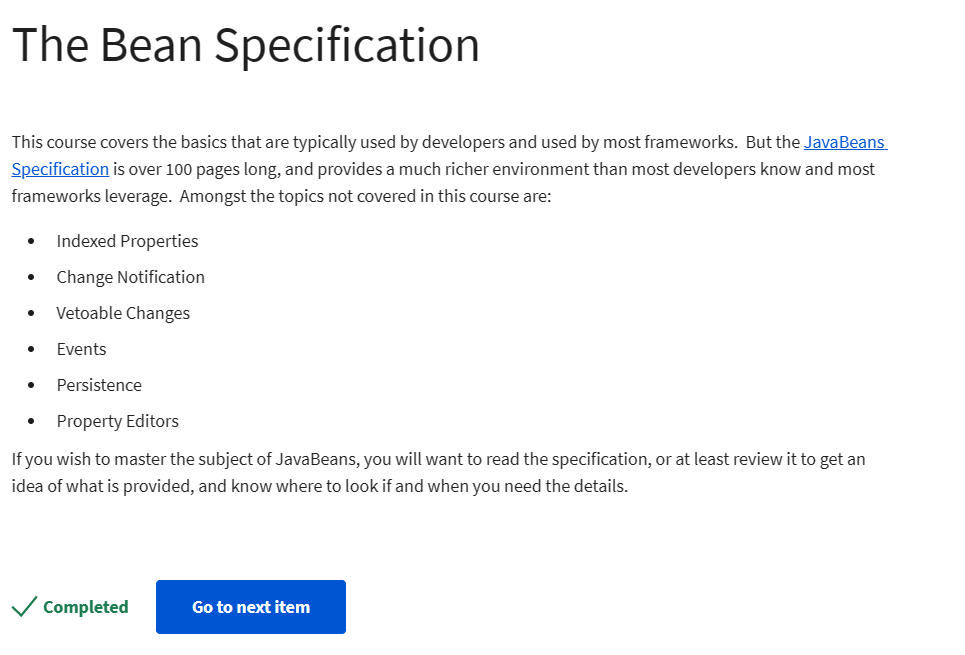 The Bean Specification
This course covers the basics that are typically used by developers and used by most frameworks.  But the JavaBeans
Specification is over 100 pages long, and provides a much richer environment than most developers know and most
frameworks leverage.  Amongst the topics not covered in this course are:
• Indexed Properties
• Change Notification
• Vetoable Changes
• Events
• Persistence
• Property Editors
If you wish to master the subject of JavaBeans, you will want to read the specification, or at least review it to get an
idea of what is provided, and know where to look if and when you need the details.
Completed
Go to next item